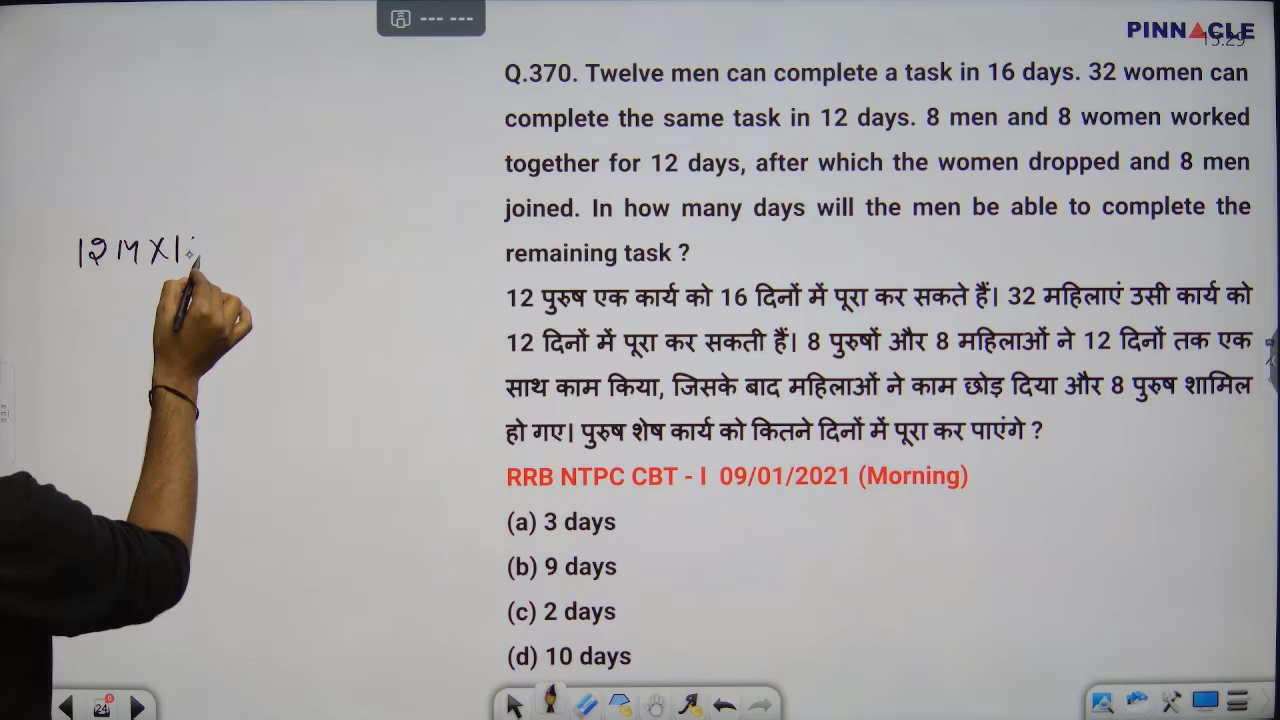 PINNACLE
15:29
Q.370. Twelve men can complete a task in 16 days. 32 women can
complete the same task in 12 days. 8 men and 8 women worked
together for 12 days, after which the women dropped and 8 men
joined. In how many days will the men be able to complete the
remaining task ?
12 पुरुष एक कार्य को 16 दिनों में पूरा कर सकते हैं। 32 महिलाएं उसी कार्य को
12 दिनों में पूरा कर सकती हैं। 8 पुरुषों और 8 महिलाओं ने 12 दिनों तक एक
साथ काम किया, जिसके बाद महिलाओं ने काम छोड़ दिया और 8 पुरुष शामिल
हो गए। पुरुष शेष कार्य को कितने दिनों में पूरा कर पाएंगे ?
RRB NTPC CBT - I 09/01/2021 (Morning)
(a) 3 days
(b) 9 days
(c) 2 days
(d) 10 days
12 M X 1
24